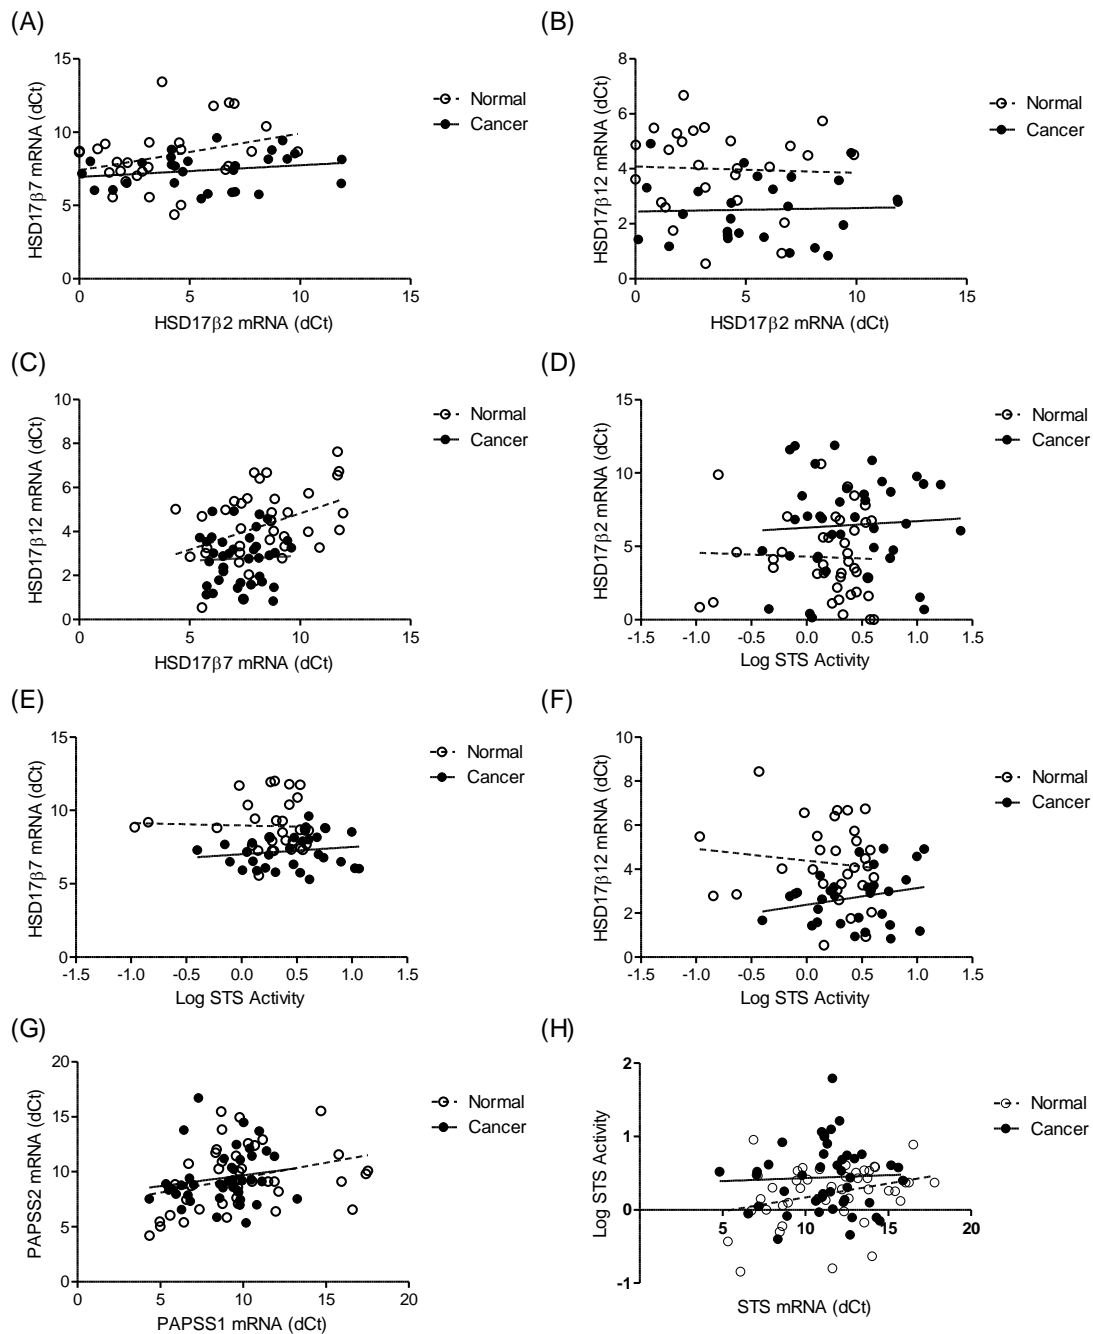 (A)
HSD17β7 mRNA (dCt)
15
10
5
0
0 5 10 15
HSD17β2 mRNA (dCt)
Normal
Cancer
(B)
HSD17β12 mRNA (dCt)
8
6
4
2
0
0 5 10 15
HSD17β2 mRNA (dCt)
Normal
Cancer
(C)
HSD17β12 mRNA (dCt)
10
8
6
4
2
0
0 5 10 15
HSD17β7 mRNA (dCt)
Normal
Cancer
(D)
HSD17β2 mRNA (dCt)
15
10
5
0
-1.5 -1.0 -0.5 0.0 0.5 1.0 1.5
Log STS Activity
Normal
Cancer
(E)
HSD17β7 mRNA (dCt)
15
10
5
0
-1.5 -1.0 -0.5 0.0 0.5 1.0 1.5
Log STS Activity
Normal
Cancer
(F)
HSD17β12 mRNA (dCt)
10
8
6
4
2
0
-1.5 -1.0 -0.5 0.0 0.5 1.0 1.5
Log STS Activity
Normal
Cancer
(G)
PAPSS2 mRNA (dCt)
20
15
10
5
0
0 5 10 15 20
PAPSS1 mRNA (dCt)
Normal
Cancer
(H)
Log STS Activity
2
1
0
-1
5 10 15 20
STS mRNA (dCt)
Normal
Cancer